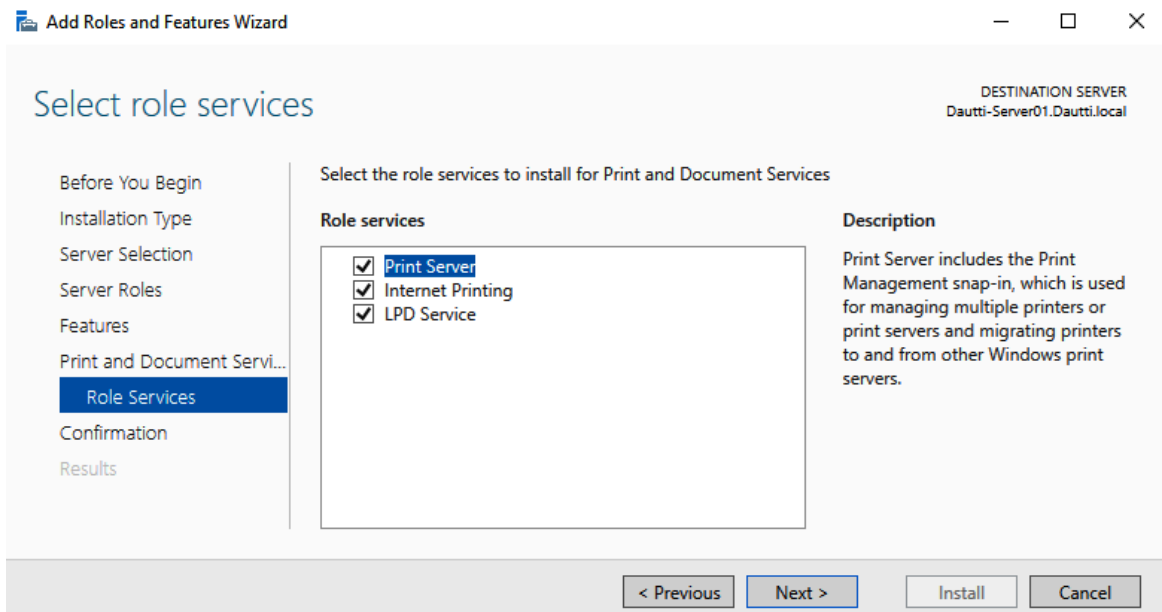 Add Roles and Features Wizard
Select role services
DESTINATION SERVER
Dautti-Server01.Dautti.local
Before You Begin
Installation Type
Server Selection
Server Roles
Features
Print and Document Servi...
Role Services
Confirmation
Results
Select the role services to install for Print and Document Services
Role services
Print Server
Internet Printing
LPD Service
Description
Print Server includes the Print
Management snap-in, which is used
for managing multiple printers or
print servers and migrating printers
to and from other Windows print
servers.
< Previous
Next >
Install
Cancel